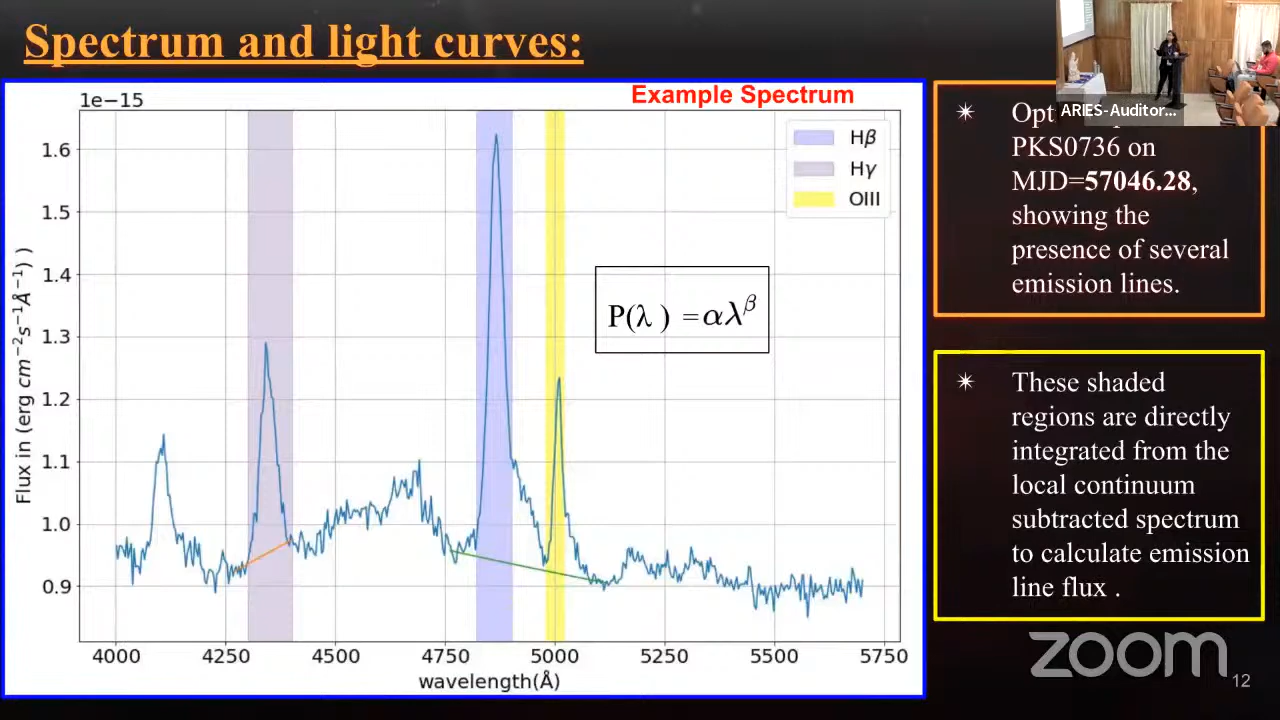 Spectrum and light curves:
1e−15
Example Spectrum
Hβ
Hγ
OIII
P(λ ) =αλ^β
Flux in (erg cm⁻²s⁻¹Å⁻¹) )
1.6
1.5
1.4
1.3
1.2
1.1
1.0
0.9
4000 4250 4500 4750 5000 5250 5500 5750
wavelength(Å)
ARIES-Auditor...
PKS0736 on
MJD=57046.28,
showing the
presence of several
emission lines.
These shaded
regions are directly
integrated from the
local continuum
subtracted spectrum
to calculate emission
line flux .
zoom
12